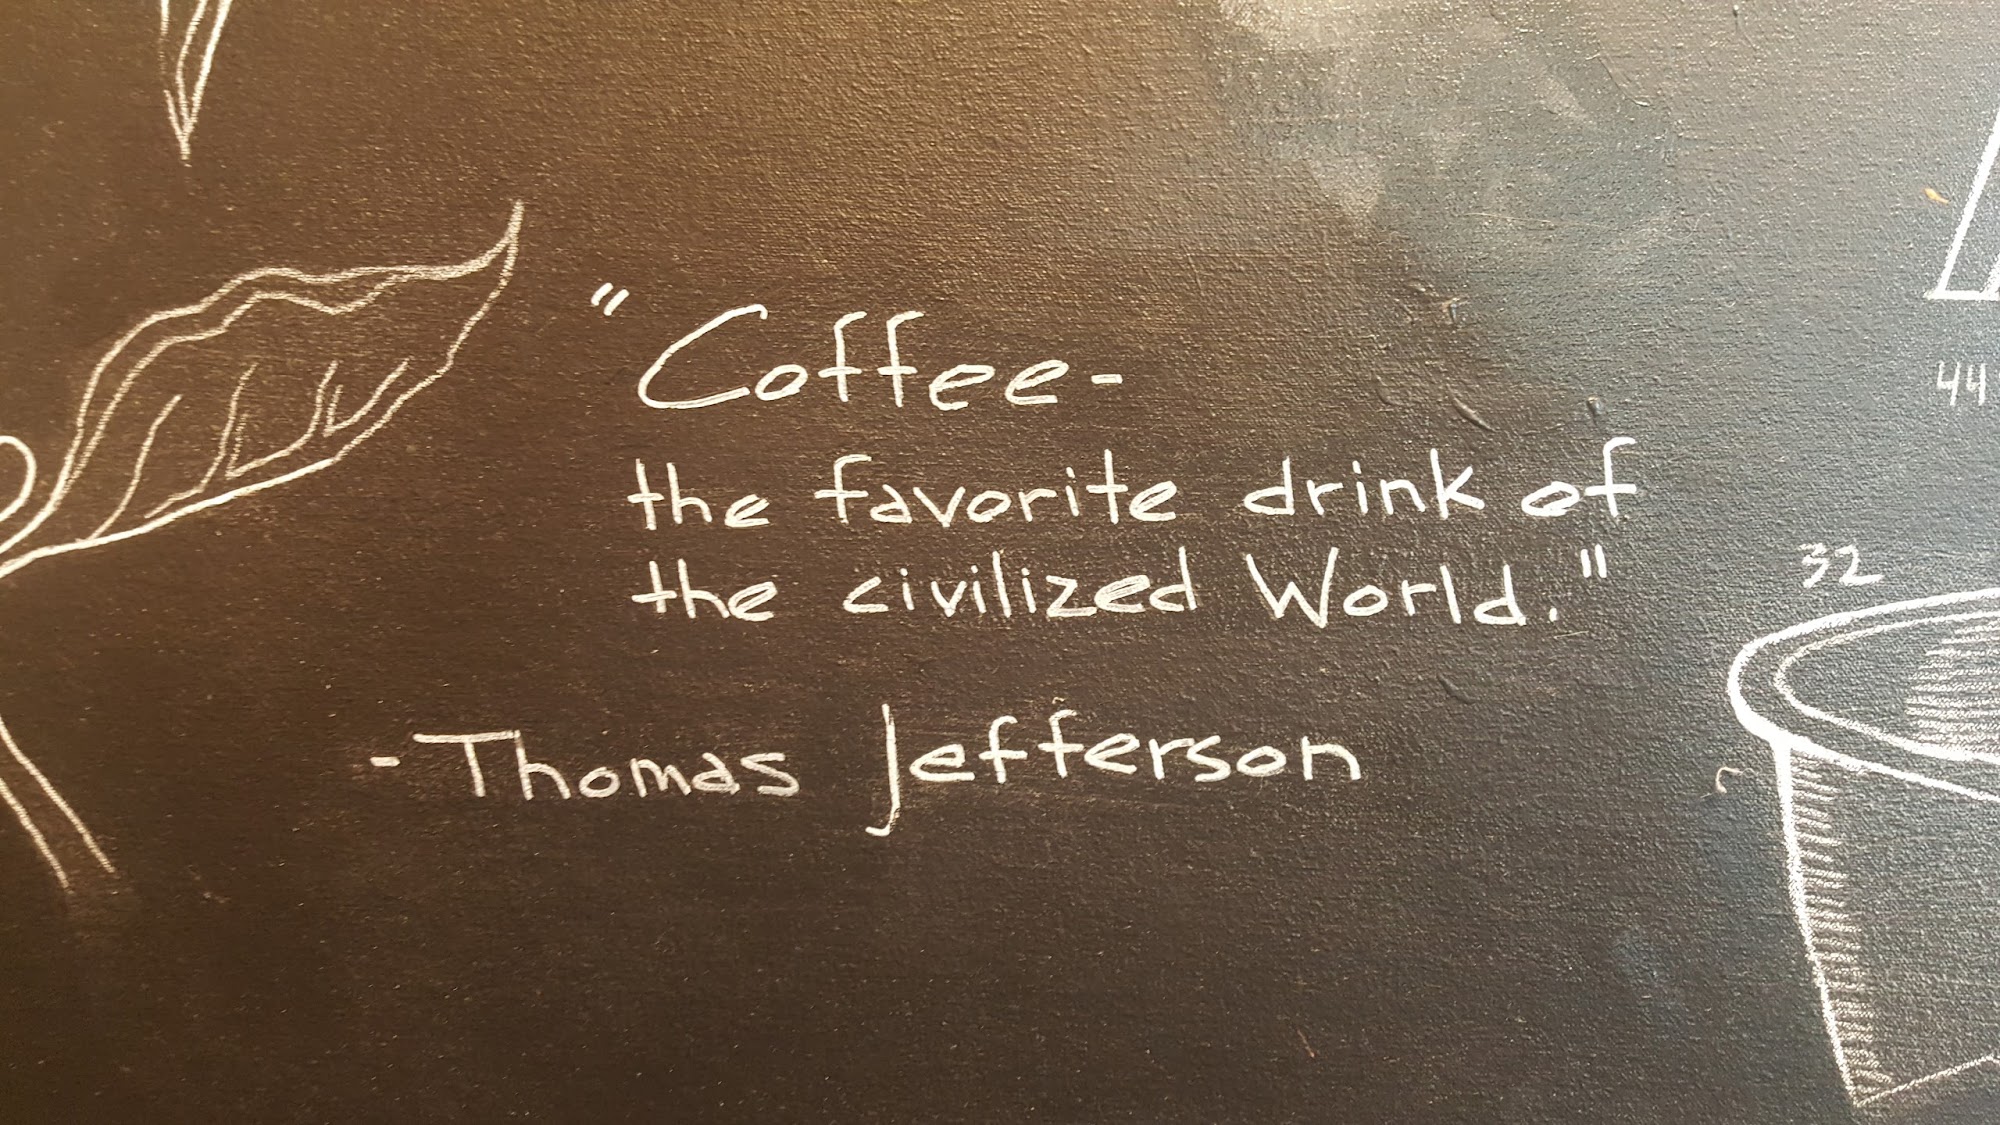 "Coffee-
the favorite drink of
the civilized World."
-Thomas Jefferson
44
32